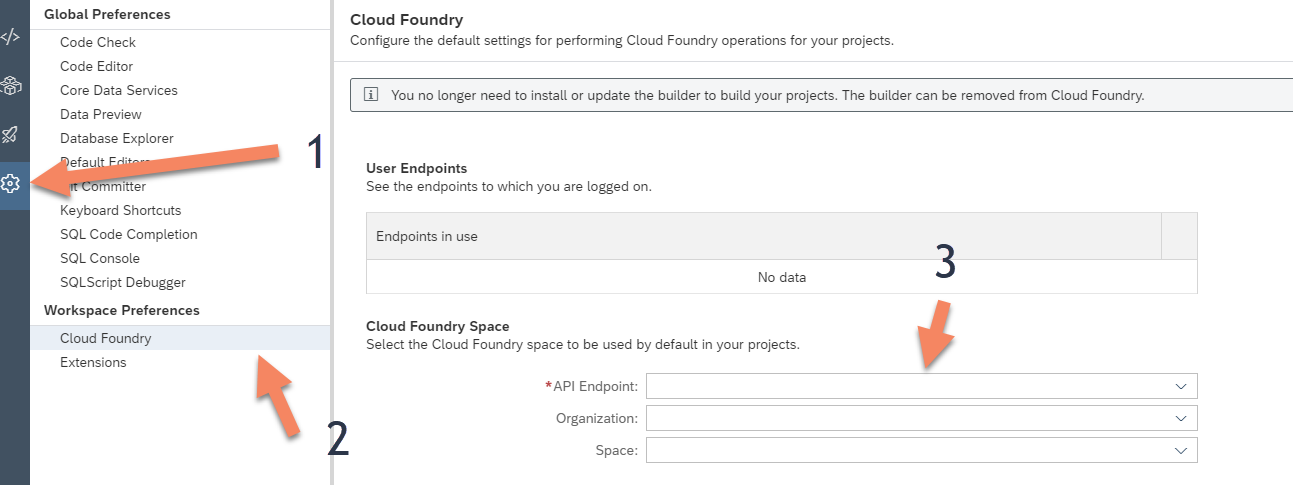 Global Preferences
Code Check
Code Editor
Core Data Services
Data Preview
Database Explorer
Default Editors
Committer
Keyboard Shortcuts
SQL Code Completion
SQL Console
SQLScript Debugger
Workspace Preferences
Cloud Foundry
Extensions
1
2
Cloud Foundry
Configure the default settings for performing Cloud Foundry operations for your projects.
You no longer need to install or update the builder to build your projects. The builder can be removed from Cloud Foundry.
User Endpoints
See the endpoints to which you are logged on.
Endpoints in use
No data
3
Cloud Foundry Space
Select the Cloud Foundry space to be used by default in your projects.
*API Endpoint:
Organization:
Space: